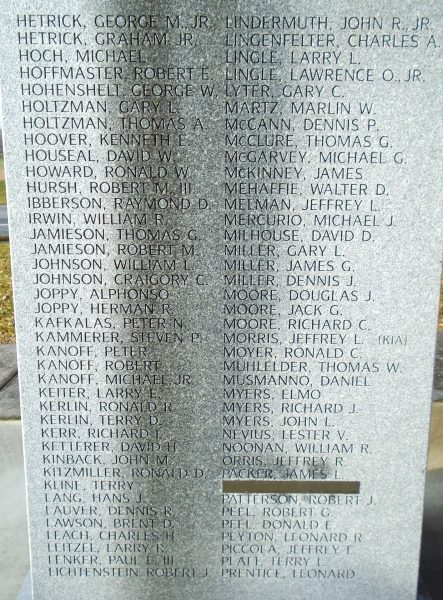 HETRICK, GEORGE M. JR.
HETRICK, GRAHAM, JR.
HOCH, MICHAEL
HOFFMASTER, ROBERT E.
HOHENSHELT, GEORGE W.
HOLTZMAN, GARY L.
HOLTZMAN, THOMAS A.
HOOVER, KENNETH E.
HOUSEAL, DAVID W.
HOWARD, RONALD W.
HURSH, ROBERT M. III
IBBERSON, RAYMOND D.
IRWIN, WILLIAM R.
JAMIESON, THOMAS G.
JAMIESON, ROBERT M.
JOHNSON, WILLIAM L.
JOHNSON, CRAIGORY C.
JOPPY, ALPHONSO
JOPPY, HERMAN R.
KAFKALAS, PETER N.
KAMMERER, STEVEN P.
KANOFF, PETER
KANOFF, ROBERT
KANOFF, MICHAEL, JR.
KEITER, LARRY E.
KERLIN, RONALD R.
KERLIN, TERRY D.
KERR, RICHARD I.
KETTERER, DAVID H.
KINBACK, JOHN M.
KITZMILLER, RONALD D.
KLINE, TERRY
LANG, HANS J.
LAUVER, DENNIS R.
LAWSON, BRENT D.
LEACH, CHARLES H.
LEITZEL, LARRY R.
LENKER, PAUL E. III
LICHTENSTEIN, ROBERT J.
LINDERMUTH, JOHN R., JR.
LINGENFELTER, CHARLES A.
LINGLE, LARRY L.
LINGLE, LAWRENCE O., JR.
LYTER, GARY C.
MARTZ, MARLIN W.
McCANN, DENNIS P.
McCLURE, THOMAS G.
McGARVEY, MICHAEL G.
McKINNEY, JAMES
MEHAFFIE, WALTER D.
MELMAN, JEFFREY L.
MERCURIO, MICHAEL J.
MILHOUSE, DAVID D.
MILLER, GARY L.
MILLER, JAMES G.
MILLER, DENNIS J.
MOORE, DOUGLAS J.
MOORE, JACK G.
MOORE, RICHARD C.
MORRIS, JEFFREY L. (KIA)
MOYER, RONALD C.
MUHLELDER, THOMAS W.
MUSMANNO, DANIEL
MYERS, ELMO
MYERS, RICHARD J.
MYERS, JOHN L.
NEVIUS, LESTER V.
NOONAN, WILLIAM R.
ORRIS, JEFFREY R.
PACKER, JAMES I.
PATTERSON, ROBERT J.
PEEL, ROBERT G.
PEEL, DONALD E.
PEYTON, LEONARD R.
PICCOLA, JEFFREY E.
PLATT, TERRY L.
PRENTICE, LEONARD